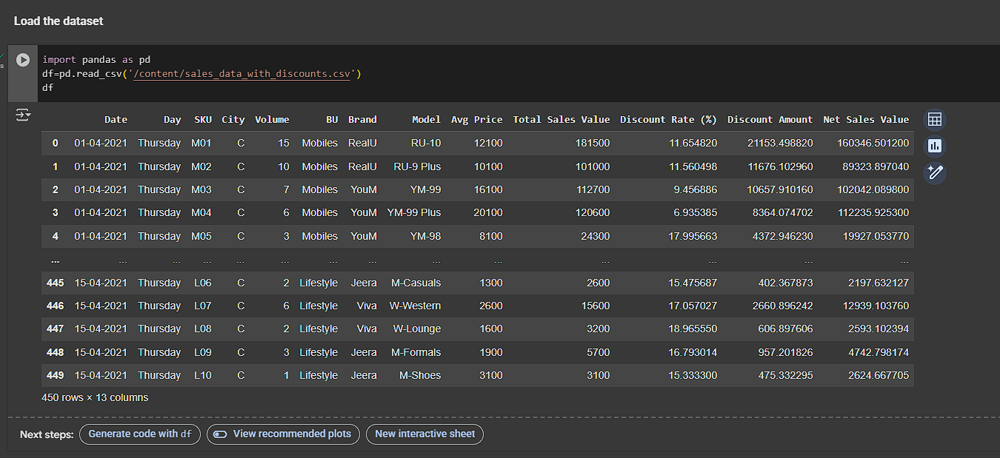 Load the dataset
import pandas as pd
df=pd.read_csv('/content/sales_data_with_discounts.csv')
df
Date Day SKU City Volume BU Brand Model Avg Price Total Sales Value Discount Rate (%) Discount Amount Net Sales Value
0 01-04-2021 Thursday M01 C 15 Mobiles RealU RU-10 12100 181500 11.654820 21153.498820 160346.501200
1 01-04-2021 Thursday M02 C 10 Mobiles RealU RU-9 Plus 10100 101000 11.560498 11676.102960 89323.897040
2 01-04-2021 Thursday M03 C 7 Mobiles YouM YM-99 16100 112700 9.456886 10657.910160 102042.089800
3 01-04-2021 Thursday M04 C 6 Mobiles YouM YM-99 Plus 20100 120600 6.935385 8364.074702 112235.925300
4 01-04-2021 Thursday M05 C 3 Mobiles YouM YM-98 8100 24300 17.995663 4372.946230 19927.053770
... ... ... ... ... ... ... ... ... ... ... ... ... ...
445 15-04-2021 Thursday L06 C 2 Lifestyle Jeera M-Casuals 1300 2600 15.475687 402.367873 2197.632127
446 15-04-2021 Thursday L07 C 6 Lifestyle Viva W-Western 2600 15600 17.057027 2660.896242 12939.103760
447 15-04-2021 Thursday L08 C 2 Lifestyle Viva W-Lounge 1600 3200 18.965550 606.897606 2593.102394
448 15-04-2021 Thursday L09 C 3 Lifestyle Jeera M-Formals 1900 5700 16.793014 957.201826 4742.798174
449 15-04-2021 Thursday L10 C 1 Lifestyle Jeera M-Shoes 3100 3100 15.333300 475.332295 2624.667705
450 rows × 13 columns
Next steps: Generate code with df View recommended plots New interactive sheet